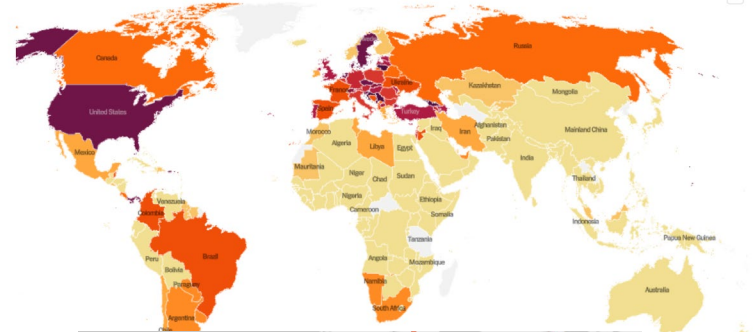 Canada
Russia
United States
France
Ukraine
Spain
Turkey
Kazakhstan
Mongolia
Mainland China
Mexico
Morocco
Algeria
Libya
Egypt
Iraq
Iran
Afghanistan
Pakistan
India
Thailand
Mauritania
Niger
Chad
Sudan
Nigeria
Ethiopia
Cameroon
Somalia
Venezuela
Colombia
Indonesia
Papua New Guinea
Tanzania
Peru
Brazil
Bolivia
Angola
Mozambique
Paraguay
Namibia
South Africa
Australia
Argentina
Chile